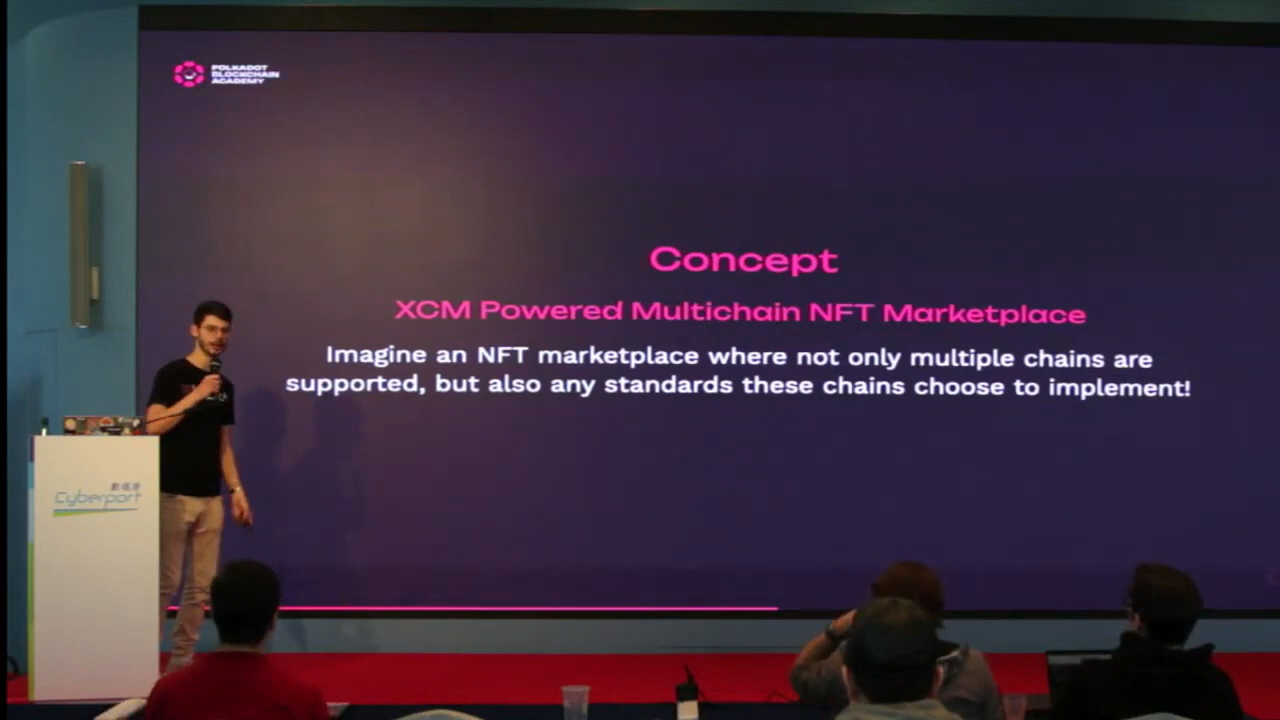 POLKADOT
BLOCKCHAIN
ACADEMY
Concept
XCM Powered Multichain NFT Marketplace
Imagine an NFT marketplace where not only multiple chains are
supported, but also any standards these chains choose to implement!
數碼港
Cyberport